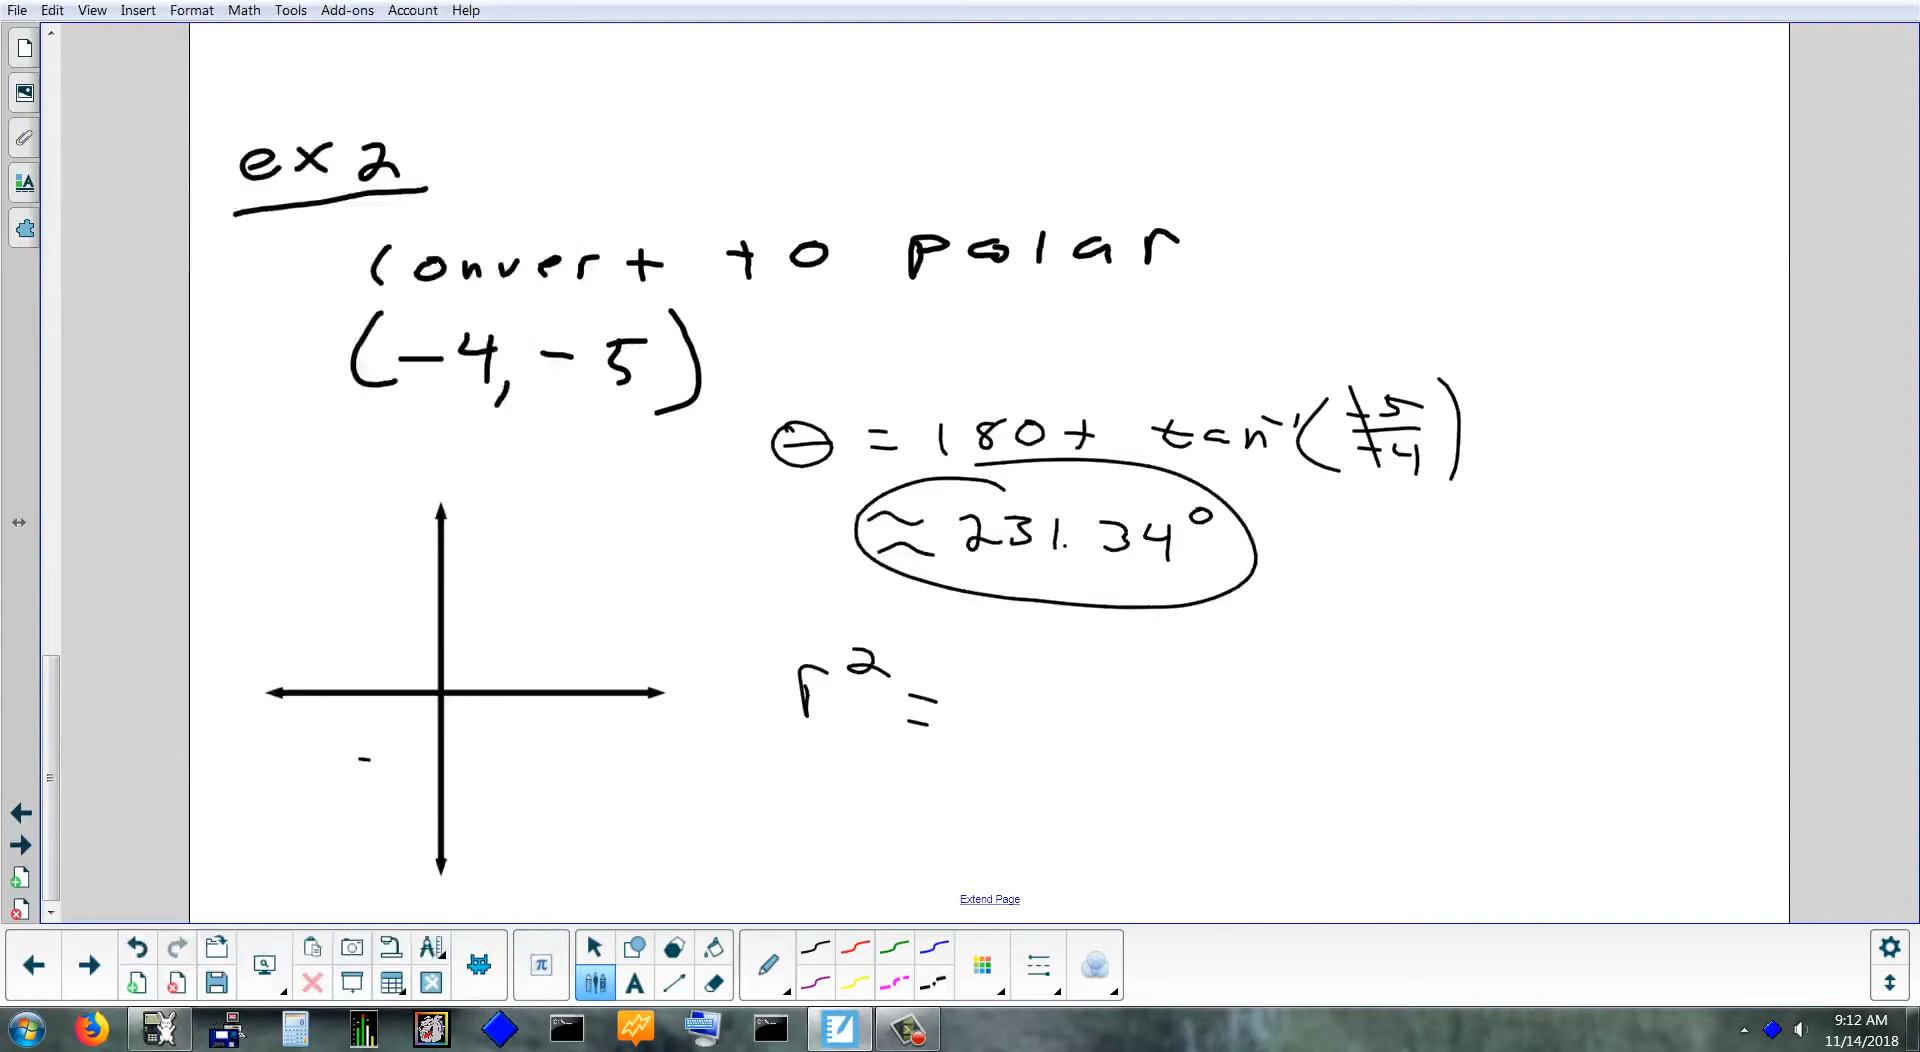 File Edit View Insert Format Math Tools Add-ons Account Help
ex 2
convert to polar
(-4, -5)
θ = 180 + tan⁻¹(-5/-4)
≈ 231.34°
r² =
-
Extend Page
π
A
9:12 AM
11/14/2018